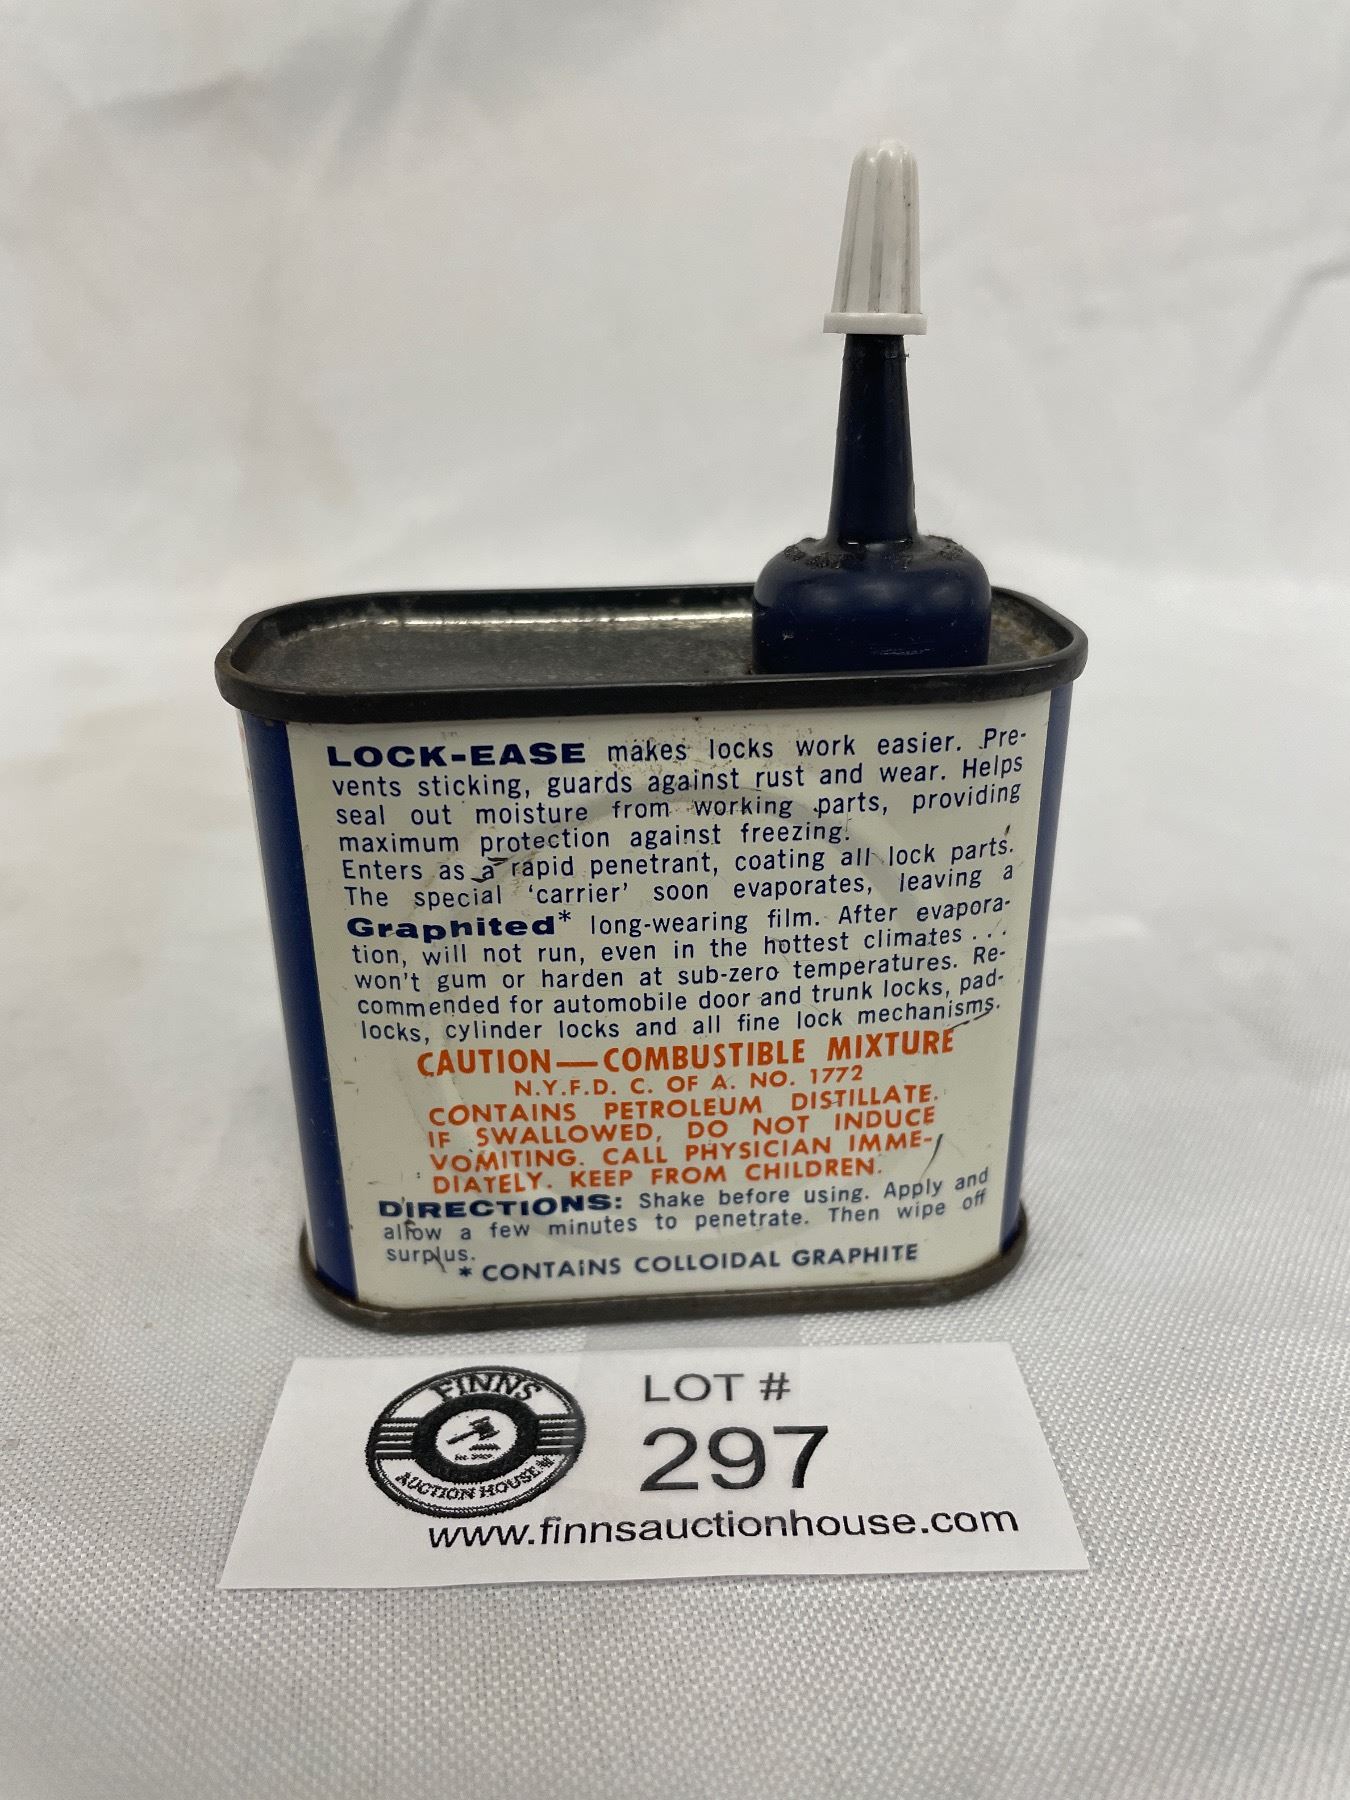 LOCK-EASE makes locks work easier. Pre-
vents sticking, guards against rust and wear. Helps
seal out moisture from working parts, providing
maximum protection against freezing.
Enters as a rapid penetrant, coating all lock parts.
The special ‘carrier’ soon evaporates, leaving a
Graphited* long-wearing film. After evapora-
tion, will not run, even in the hottest climates . . .
won't gum or harden at sub-zero temperatures. Re-
commended for automobile door and trunk locks, pad-
locks, cylinder locks and all fine lock mechanisms.
CAUTION—COMBUSTIBLE MIXTURE
N.Y.F.D. C. OF A. NO. 1772
CONTAINS PETROLEUM DISTILLATE.
IF SWALLOWED, DO NOT INDUCE
VOMITING. CALL PHYSICIAN IMME-
DIATELY. KEEP FROM CHILDREN.
DIRECTIONS: Shake before using. Apply and
allow a few minutes to penetrate. Then wipe off
surplus.
* CONTAINS COLLOIDAL GRAPHITE
FINNS
AUCTION HOUSE
LOT #
297
www.finnsauctionhouse.com